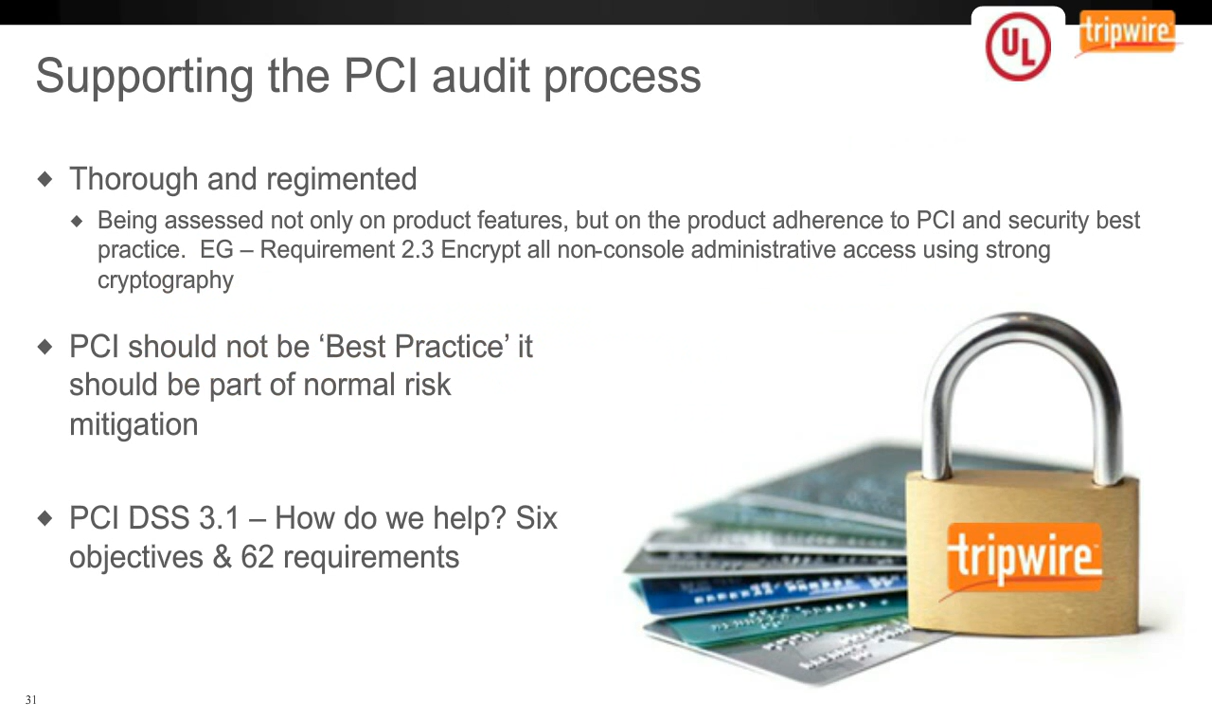 UL
tripwire
Supporting the PCI audit process
Thorough and regimented
Being assessed not only on product features, but on the product adherence to PCI and security best
practice.  EG – Requirement 2.3 Encrypt all non-console administrative access using strong
cryptography
PCI should not be ‘Best Practice’ it
should be part of normal risk
mitigation
PCI DSS 3.1 – How do we help? Six
objectives & 62 requirements
tripwire
31